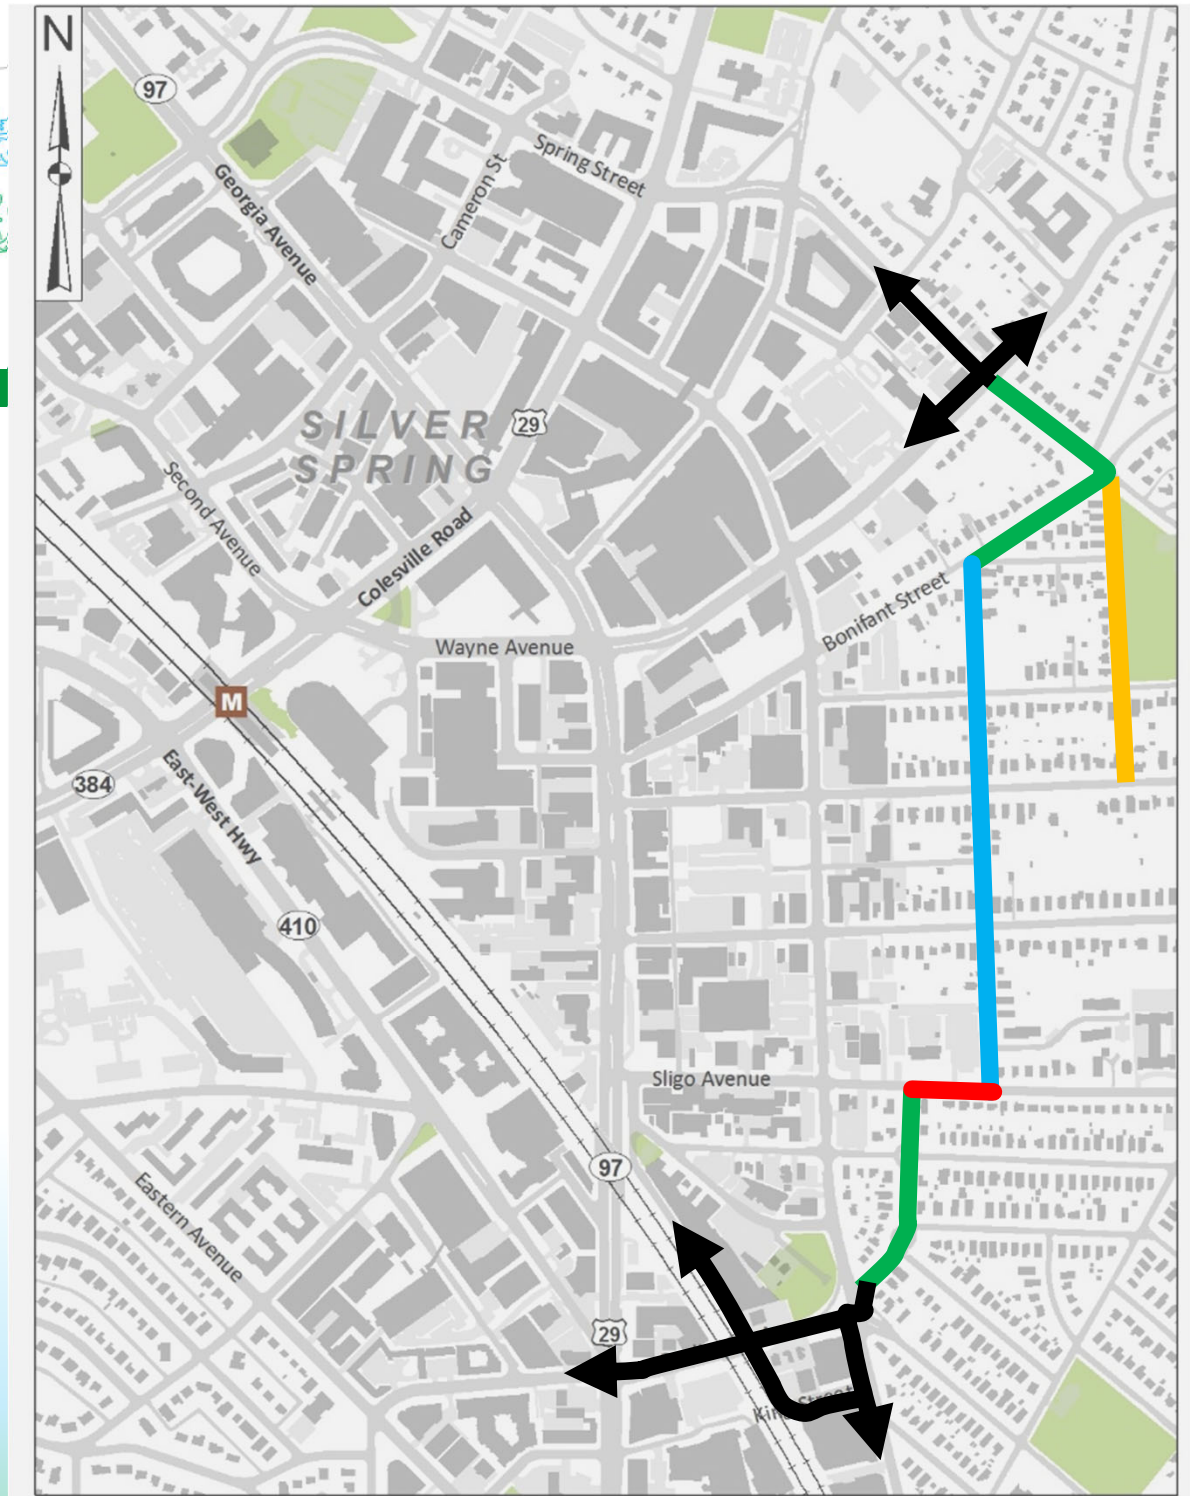 N
97
Spring Street
Cameron St
Georgia Avenue
SILVER
SPRING
29
Second Avenue
Colesville Road
Bonifant Street
Wayne Avenue
M
384
East-West Hwy
410
Sligo Avenue
97
Eastern Avenue
29